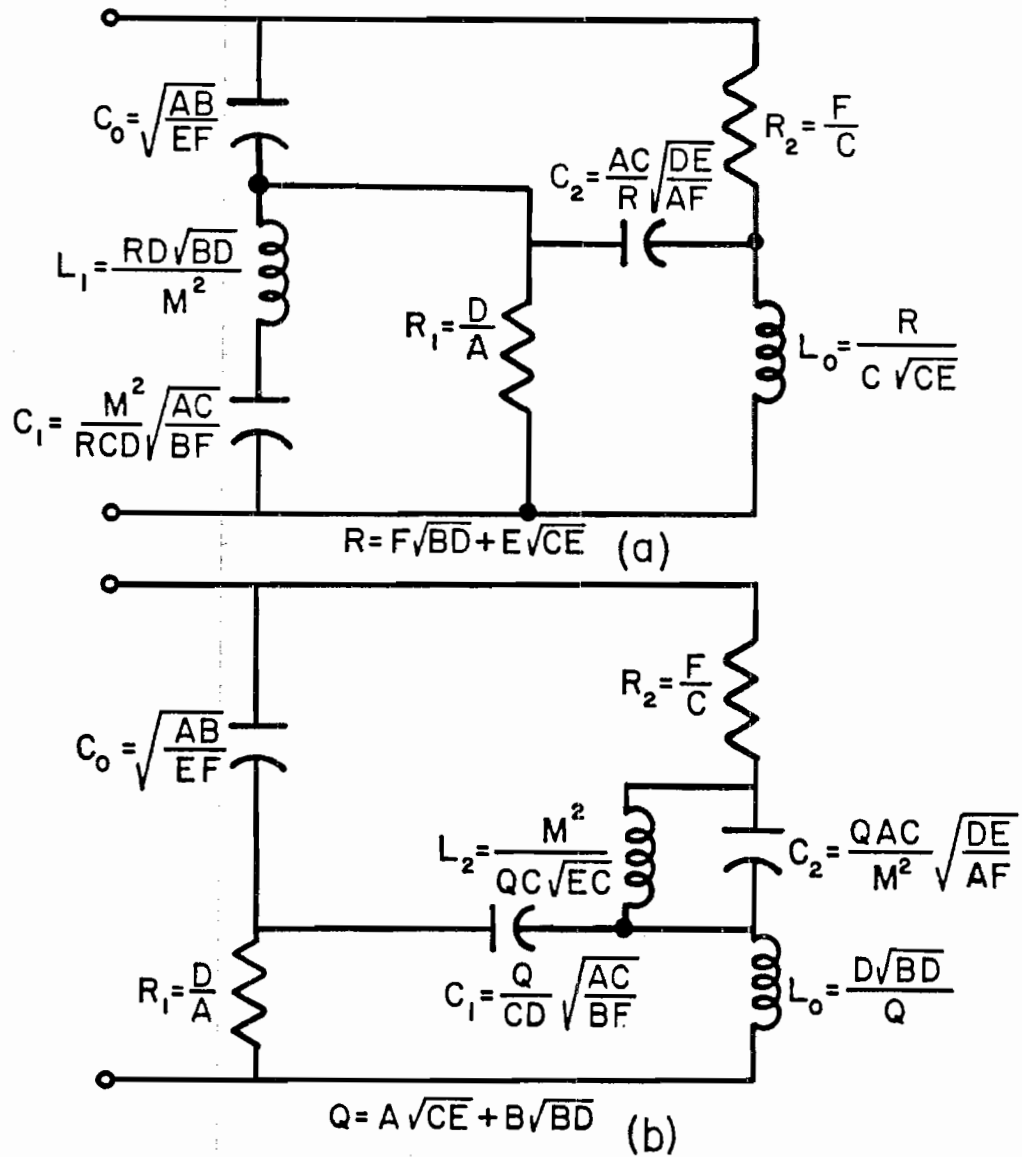 C₀=√(AB/EF)
R₂=F/C
C₂=AC/R √(DE/AF)
L₁=RD√BD/M²
R₁=D/A
L₀=R/C√CE
C₁=M²/RCD √(AC/BF)
R=F√BD+E√CE (a)
R₂=F/C
C₀=√(AB/EF)
L₂=M²/QC√EC
C₂=QAC/M² √(DE/AF)
R₁=D/A
C₁=Q/CD √(AC/BF)
L₀=D√BD/Q
Q=A√CE+B√BD (b)